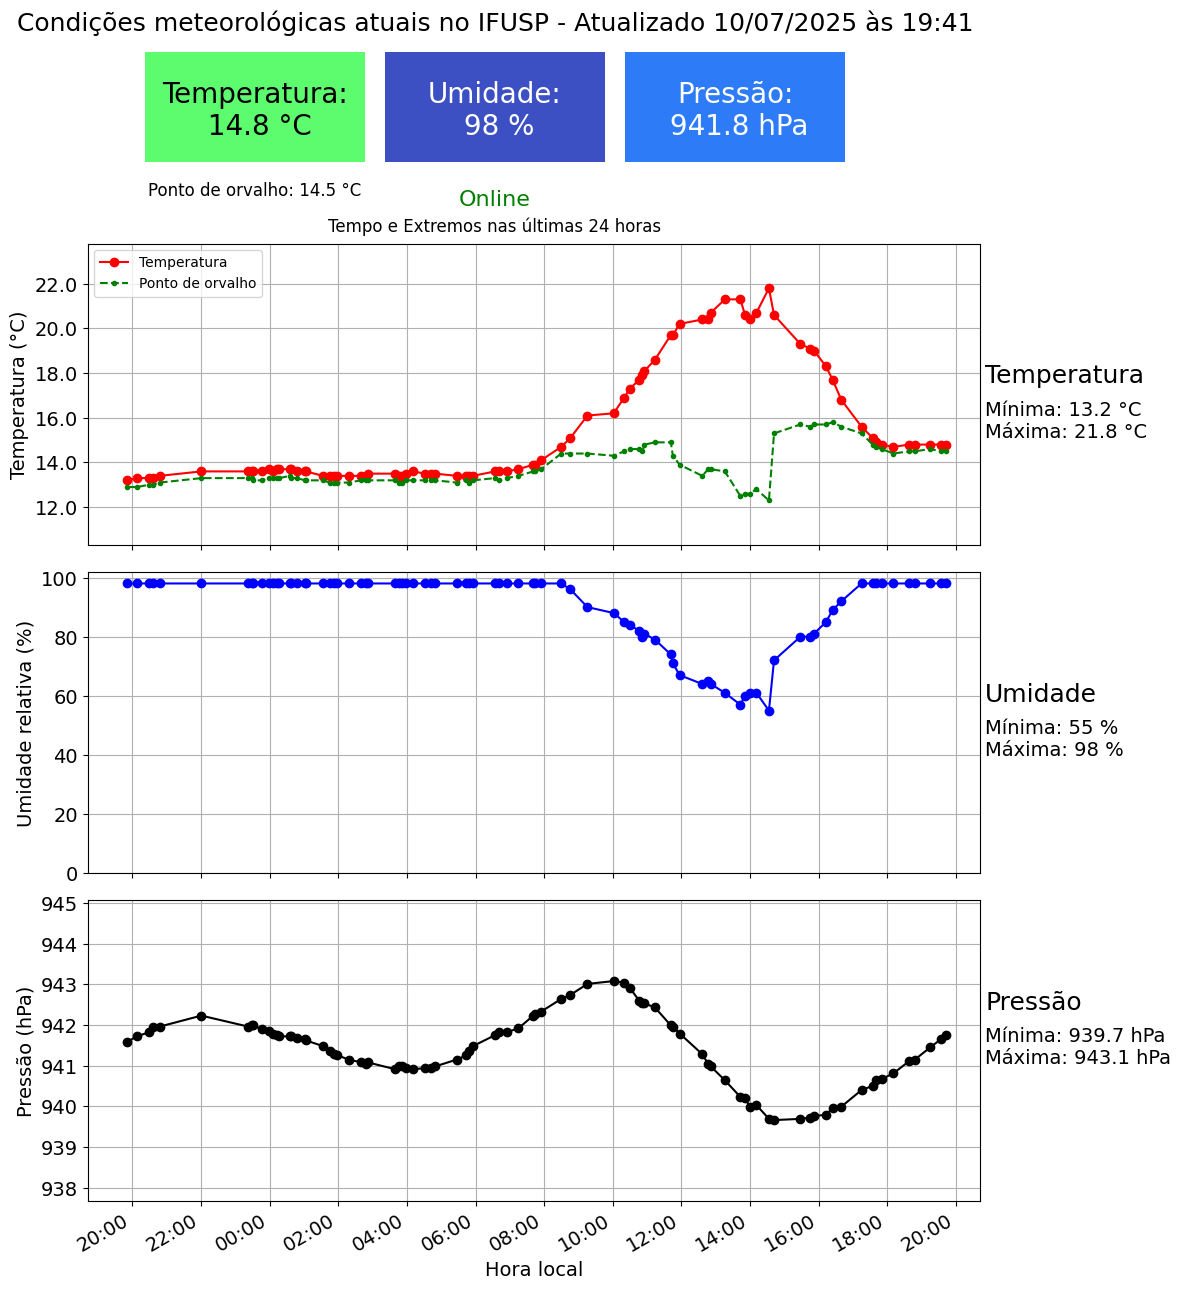 Condições meteorológicas atuais no IFUSP - Atualizado 10/07/2025 às 19:41
Temperatura:
14.8 °C
Umidade:
98 %
Pressão:
941.8 hPa
Ponto de orvalho: 14.5 °C
Online
Tempo e Extremos nas últimas 24 horas
Temperatura
Ponto de orvalho
Temperatura (°C)
22.0
20.0
18.0
16.0
14.0
12.0
Temperatura
Mínima: 13.2 °C
Máxima: 21.8 °C
Umidade relativa (%)
100
80
60
40
20
0
Umidade
Mínima: 55 %
Máxima: 98 %
Pressão (hPa)
945
944
943
942
941
940
939
938
Pressão
Mínima: 939.7 hPa
Máxima: 943.1 hPa
20:00 22:00 00:00 02:00 04:00 06:00 08:00 10:00 12:00 14:00 16:00 18:00 20:00
Hora local